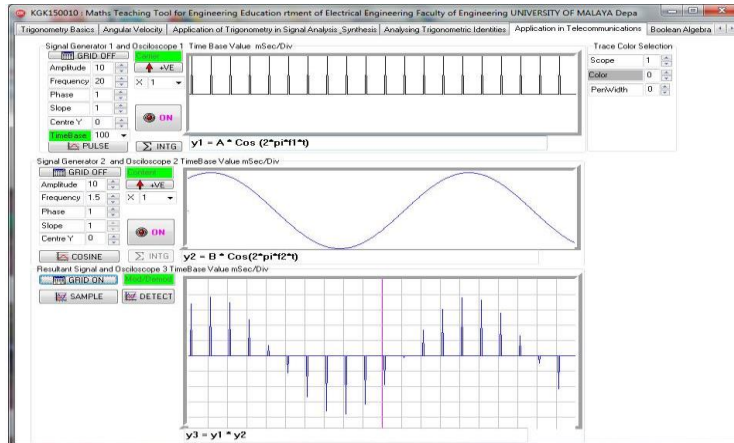 KGK150010 : Maths Teaching Tool for Engineering Education rtment of Electrical Engineering Faculty of Engineering UNIVERSITY OF MALAYA Depa
Trigonometry Basics | Angular Velocity | Application of Trigonometry in Signal Analysis_Synthesis | Analysing Trigonometric Identities | Application in Telecommunications | Boolean Algebra
Signal Generator 1 and Osciloscope 1 Time Base Value mSec/Div
Trace Color Selection
GRID OFF
Amplitude 10 +VE
Frequency 20 X 1
Phase 1
Slope 1
Centre Y 0 ON
TimeBase 100
PULSE ∑ INTG
y1 = A * Cos (2*pi*f1*t)
Scope 1
Color 0
PenWidth 0
Signal Generator 2 and Osciloscope 2 TimeBase Value mSec/Div
GRID OFF
Amplitude 10 +VE
Frequency 1.5 X 1
Phase 1
Slope 1
Centre Y 0 ON
COSINE ∑ INTG
y2 = B * Cos(2*pi*f2*t)
Resultant Signal and Osciloscope 3 TimeBase Value mSec/Div
GRID ON
SAMPLE DETECT
y3 = y1 * y2